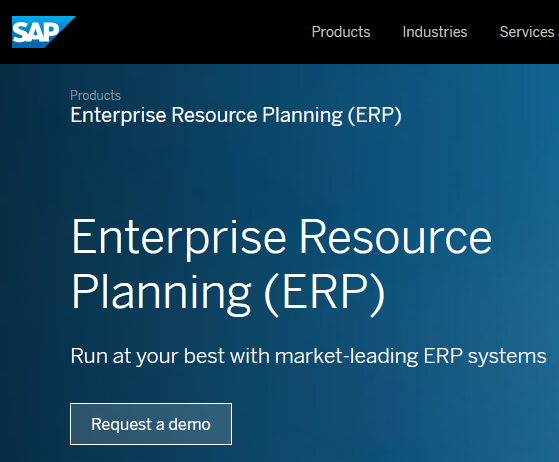 SAP
Products Industries Services
Products
Enterprise Resource Planning (ERP)
Enterprise Resource
Planning (ERP)
Run at your best with market-leading ERP systems
Request a demo